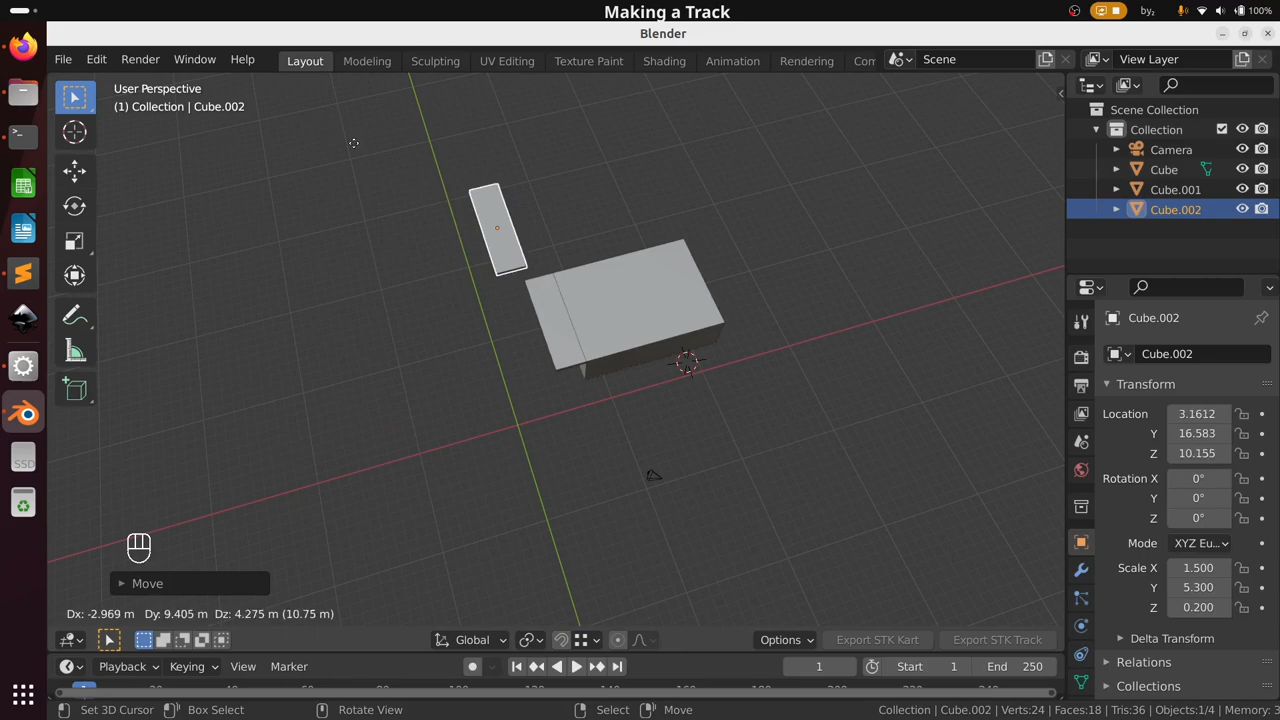 Making a Track
by₂
100%
Blender
File Edit Render Window Help
Layout Modeling Sculpting UV Editing Texture Paint Shading Animation Rendering Com
Scene
View Layer
User Perspective
(1) Collection | Cube.002
Scene Collection
Collection
Camera
Cube
Cube.001
Cube.002
Cube.002
Cube.002
Transform
Location 3.1612
Y 16.583
Z 10.155
Rotation X 0°
Y 0°
Z 0°
Mode XYZ Eu...
Scale X 1.500
Y 5.300
Z 0.200
Delta Transform
Relations
Collections
SSD
Move
Dx: -2.969 m Dy: 9.405 m Dz: 4.275 m (10.75 m)
Global
Options Export STK Kart Export STK Track
Playback Keying View Marker
1 Start 1 End 250
Set 3D Cursor Box Select Rotate View Select Move
Collection | Cube.002 | Verts:24 | Faces:18 | Tris:36 | Objects:1/4 | Memory: 3